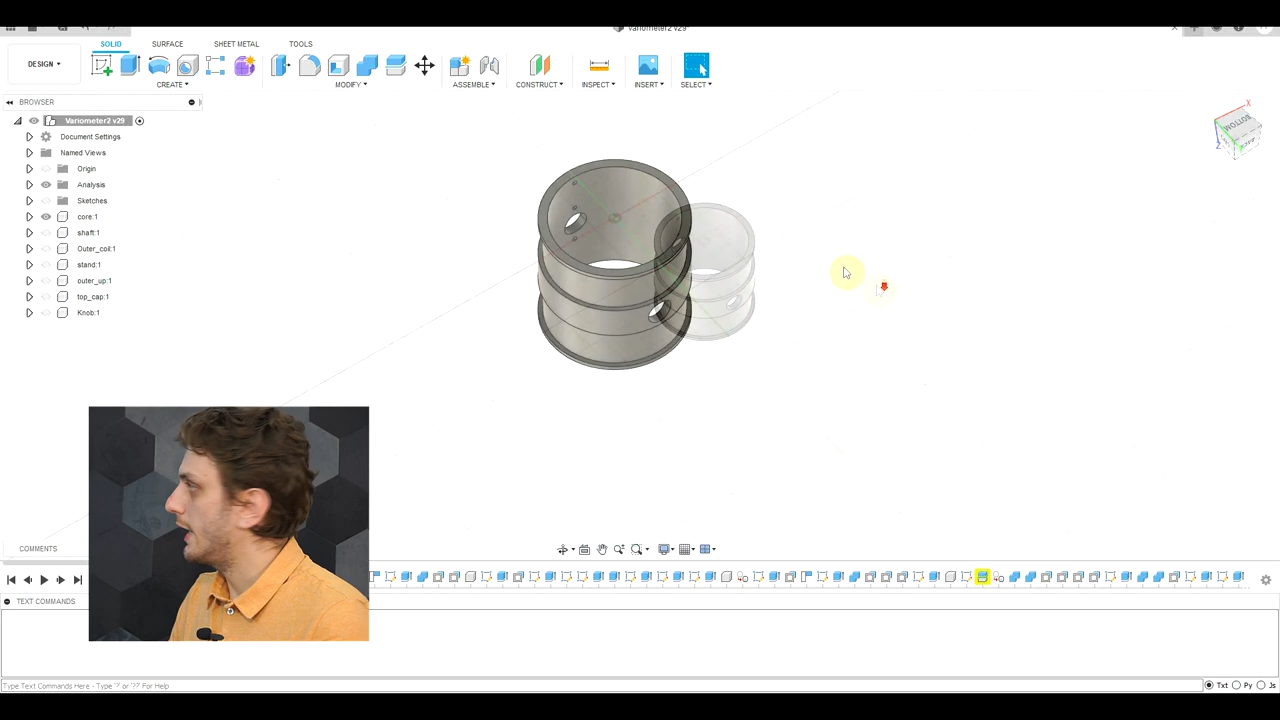 Variometer2 v29*
SOLID SURFACE SHEET METAL TOOLS
DESIGN ▾
CREATE ▾ MODIFY ▾ ASSEMBLE ▾ CONSTRUCT ▾ INSPECT ▾ INSERT ▾ SELECT ▾
BROWSER
Variometer2 v29
Document Settings
Named Views
Origin
Analysis
Sketches
core:1
shaft:1
Outer_coil:1
stand:1
outer_up:1
top_cap:1
Knob:1
X
BOTTOM
Z
BACK
COMMENTS
TEXT COMMANDS
Type Text Commands Here - Type '?' or '??' For Help
Txt Py Js